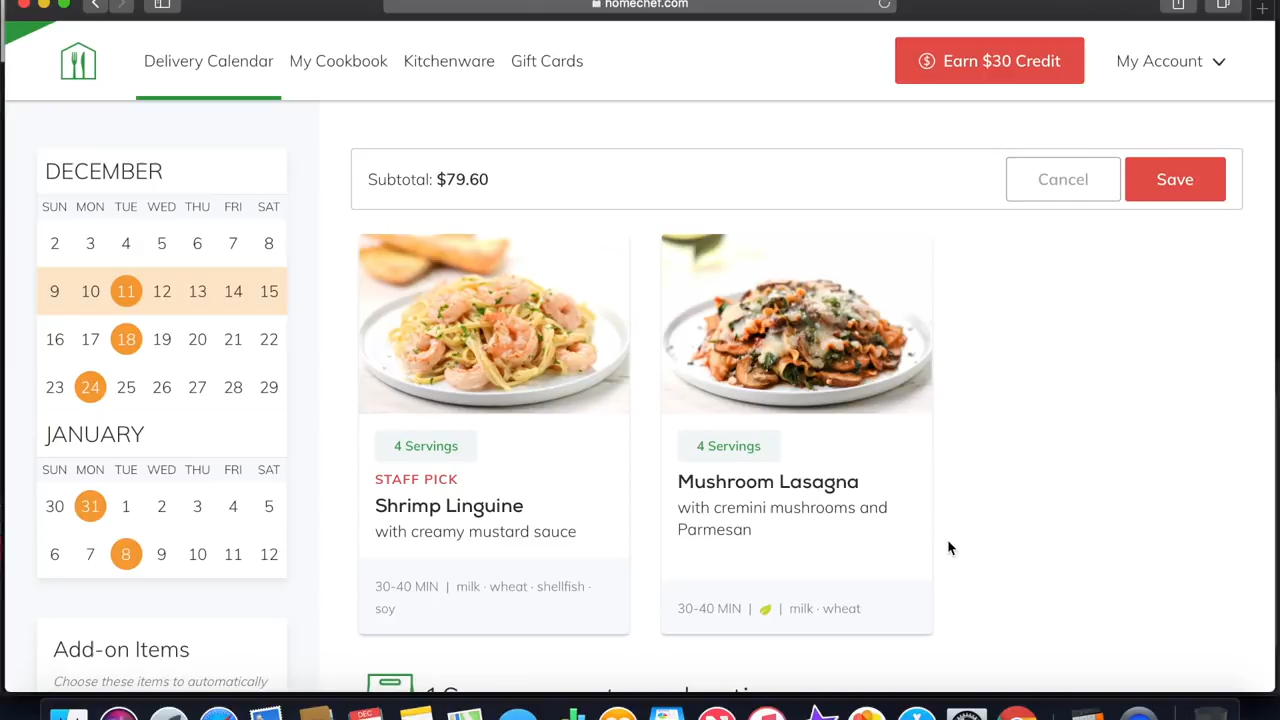 homechef.com
Delivery Calendar My Cookbook Kitchenware Gift Cards
Earn $30 Credit
My Account
DECEMBER
SUN MON TUE WED THU FRI SAT
2 3 4 5 6 7 8
9 10 11 12 13 14 15
16 17 18 19 20 21 22
23 24 25 26 27 28 29
JANUARY
SUN MON TUE WED THU FRI SAT
30 31 1 2 3 4 5
6 7 8 9 10 11 12
Add-on Items
Choose these items to automatically
Subtotal: $79.60
Cancel
Save
4 Servings
STAFF PICK
Shrimp Linguine
with creamy mustard sauce
30-40 MIN | milk · wheat · shellfish ·
soy
4 Servings
Mushroom Lasagna
with cremini mushrooms and
Parmesan
30-40 MIN | | milk · wheat
DEC